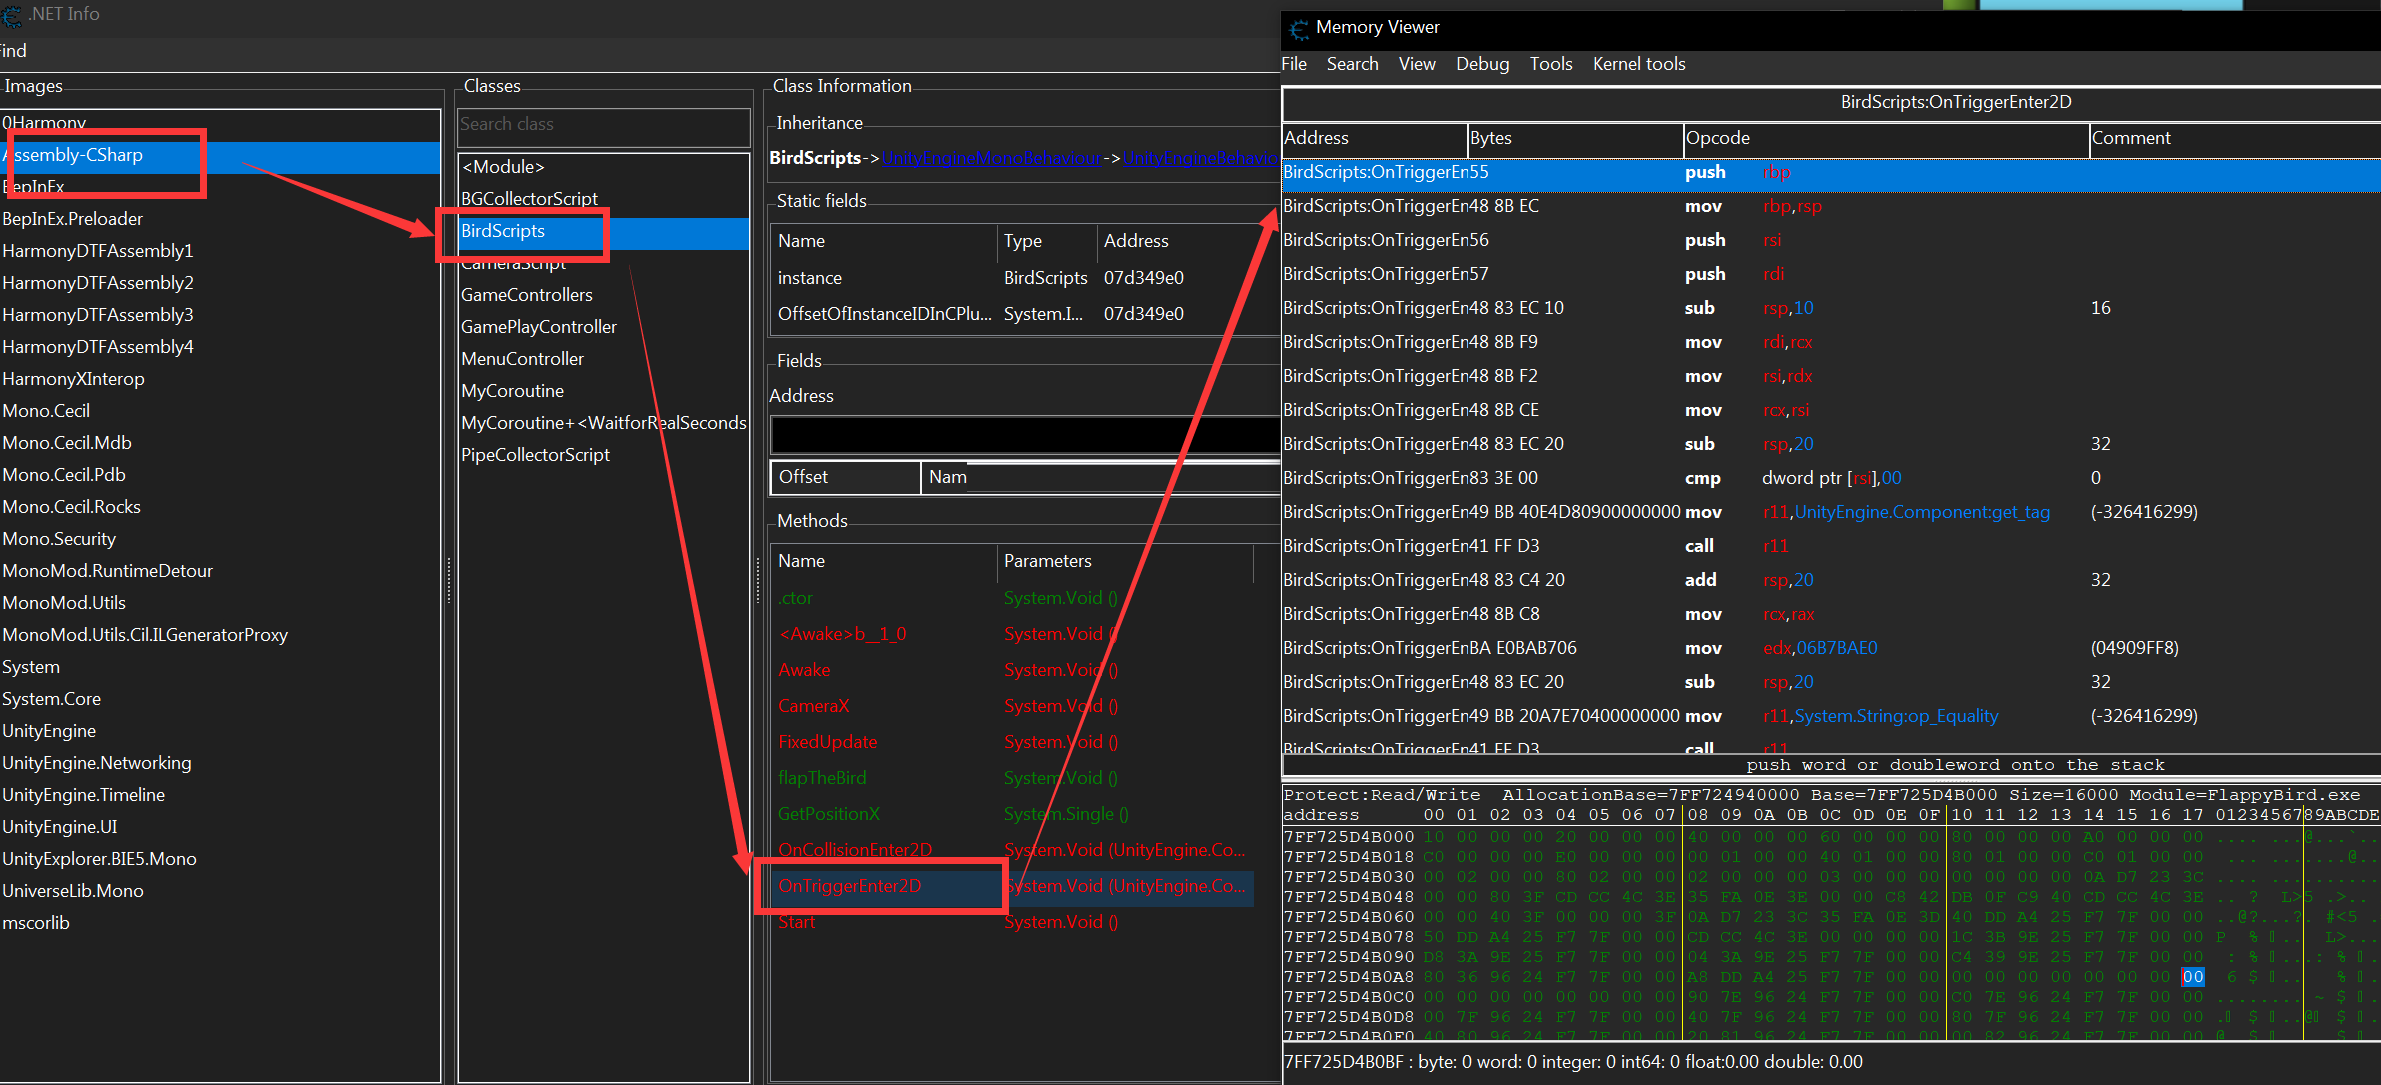 .NET Info
Find
Images
0Harmony
Assembly-CSharp
BepInEx
BepInEx.Preloader
HarmonyDTFAssembly1
HarmonyDTFAssembly2
HarmonyDTFAssembly3
HarmonyDTFAssembly4
HarmonyXInterop
Mono.Cecil
Mono.Cecil.Mdb
Mono.Cecil.Pdb
Mono.Cecil.Rocks
Mono.Security
MonoMod.RuntimeDetour
MonoMod.Utils
MonoMod.Utils.Cil.ILGeneratorProxy
System
System.Core
UnityEngine
UnityEngine.Networking
UnityEngine.Timeline
UnityEngine.UI
UnityExplorer.BIE5.Mono
UniverseLib.Mono
mscorlib
Classes
Search class
<Module>
BGCollectorScript
BirdScripts
CameraScript
GameControllers
GamePlayController
MenuController
MyCoroutine
MyCoroutine+<WaitforRealSeconds
PipeCollectorScript
Class Information
Inheritance
BirdScripts->UnityEngineMonoBehaviour->UnityEngineBehavi
Static fields
Name Type Address
instance BirdScripts 07d349e0
OffsetOfInstanceIDInCPlu... System.I... 07d349e0
Fields
Address
Offset Nam
Methods
Name Parameters
.ctor System.Void ()
<Awake>b__1_0 System.Void ()
Awake System.Void ()
CameraX System.Void ()
FixedUpdate System.Void ()
flapTheBird System.Void ()
GetPositionX System.Single ()
OnCollisionEnter2D System.Void (UnityEngine.Co...
OnTriggerEnter2D System.Void (UnityEngine.Co...
Start System.Void ()
Memory Viewer
File Search View Debug Tools Kernel tools
BirdScripts:OnTriggerEnter2D
Address Bytes Opcode Comment
BirdScripts:OnTriggerEn 55 push rbp
BirdScripts:OnTriggerEn 48 8B EC mov rbp,rsp
BirdScripts:OnTriggerEn 56 push rsi
BirdScripts:OnTriggerEn 57 push rdi
BirdScripts:OnTriggerEn 48 83 EC 10 sub rsp,10 16
BirdScripts:OnTriggerEn 48 8B F9 mov rdi,rcx
BirdScripts:OnTriggerEn 48 8B F2 mov rsi,rdx
BirdScripts:OnTriggerEn 48 8B CE mov rcx,rsi
BirdScripts:OnTriggerEn 48 83 EC 20 sub rsp,20 32
BirdScripts:OnTriggerEn 83 3E 00 cmp dword ptr [rsi],00 0
BirdScripts:OnTriggerEn 49 BB 40E4D80900000000 mov r11,UnityEngine.Component:get_tag (-326416299)
BirdScripts:OnTriggerEn 41 FF D3 call r11
BirdScripts:OnTriggerEn 48 83 C4 20 add rsp,20 32
BirdScripts:OnTriggerEn 48 8B C8 mov rcx,rax
BirdScripts:OnTriggerEn BA E0BAB706 mov edx,06B7BAE0 (04909FF8)
BirdScripts:OnTriggerEn 48 83 EC 20 sub rsp,20 32
BirdScripts:OnTriggerEn 49 BB 20A7E70400000000 mov r11,System.String:op_Equality (-326416299)
BirdScripts:OnTriggerEn 41 FF D3 call r11
push word or doubleword onto the stack
Protect:Read/Write AllocationBase=7FF724940000 Base=7FF725D4B000 Size=16000 Module=FlappyBird.exe
address 00 01 02 03 04 05 06 07 08 09 0A 0B 0C 0D 0E 0F 10 11 12 13 14 15 16 17 0123456789ABCDE
7FF725D4B000 10 00 00 00 20 00 00 00 40 00 00 00 60 00 00 00 80 00 00 00 A0 00 00 00
7FF725D4B018 C0 00 00 00 E0 00 00 00 00 01 00 00 40 01 00 00 80 01 00 00 C0 01 00 00
7FF725D4B030 00 02 00 00 80 02 00 00 02 00 00 00 03 00 00 00 00 00 00 00 0A D7 23 3C
7FF725D4B048 00 00 80 3F CD CC 4C 3E 35 FA 0E 3E 00 00 C8 42 DB 0F C9 40 CD CC 4C 3E
7FF725D4B060 00 00 40 3F 00 00 00 3F 0A D7 23 3C 35 FA 0E 3D 40 DD A4 25 F7 7F 00 00
7FF725D4B078 50 DD A4 25 F7 7F 00 00 CD CC 4C 3E 00 00 00 00 1C 3B 9E 25 F7 7F 00 00
7FF725D4B090 D8 3A 9E 25 F7 7F 00 00 04 3A 9E 25 F7 7F 00 00 C4 39 9E 25 F7 7F 00 00
7FF725D4B0A8 80 36 96 24 F7 7F 00 00 A8 DD A4 25 F7 7F 00 00 00 00 00 00 00 00 00 00
7FF725D4B0C0 00 00 00 00 00 00 00 00 90 7E 96 24 F7 7F 00 00 C0 7E 96 24 F7 7F 00 00
7FF725D4B0D8 00 7F 96 24 F7 7F 00 00 40 7F 96 24 F7 7F 00 00 80 7F 96 24 F7 7F 00 00
7FF725D4B0F0 40 80 96 24 F7 7F 00 00 20 81 96 24 F7 7F 00 00 00 82 96 24 F7 7F 00 00
7FF725D4B0BF : byte: 0 word: 0 integer: 0 int64: 0 float:0.00 double: 0.00